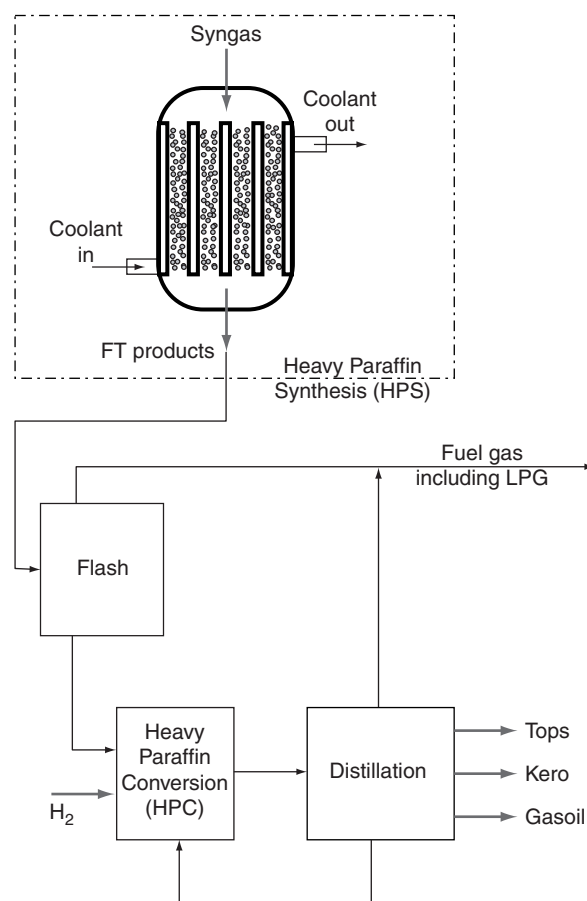 Syngas
Coolant
out
Coolant
in
FT products
Heavy Paraffin
Synthesis (HPS)
Fuel gas
including LPG
Flash
Heavy
Paraffin
Conversion
(HPC)
H₂
Distillation
Tops
Kero
Gasoil